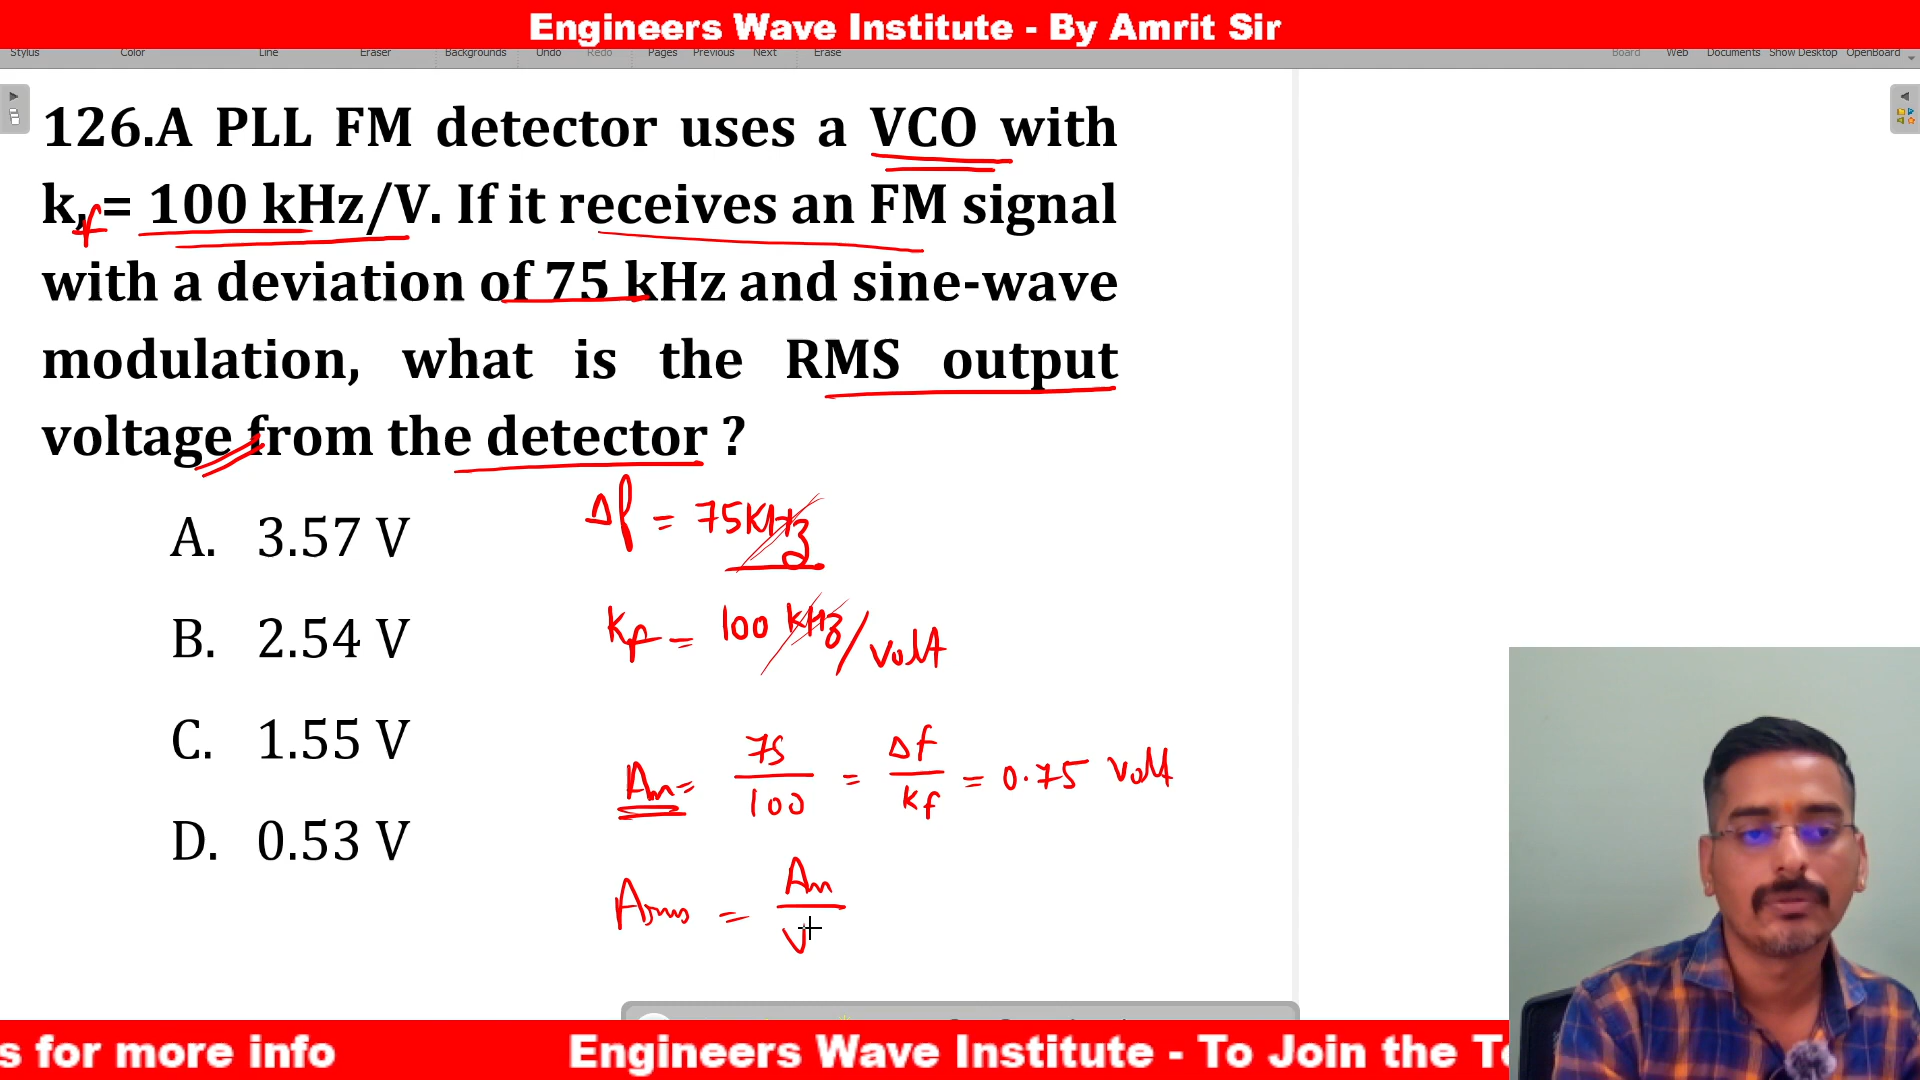 Engineers Wave Institute - By Amrit Sir
Stylus Color Line Eraser Backgrounds Undo Redo Pages Previous Next Erase Board Web Documents Show Desktop OpenBoard
126.A PLL FM detector uses a VCO with
kf = 100 kHz/V. If it receives an FM signal
with a deviation of 75 kHz and sine-wave
modulation, what is the RMS output
voltage from the detector ?
A. 3.57 V
B. 2.54 V
C. 1.55 V
D. 0.53 V
Δf = 75KHz
Kf = 100 KHz/Volt
Am = 75/100 = Δf/kf = 0.75 Volt
Arms = Am/√
s for more info
Engineers Wave Institute - To Join the